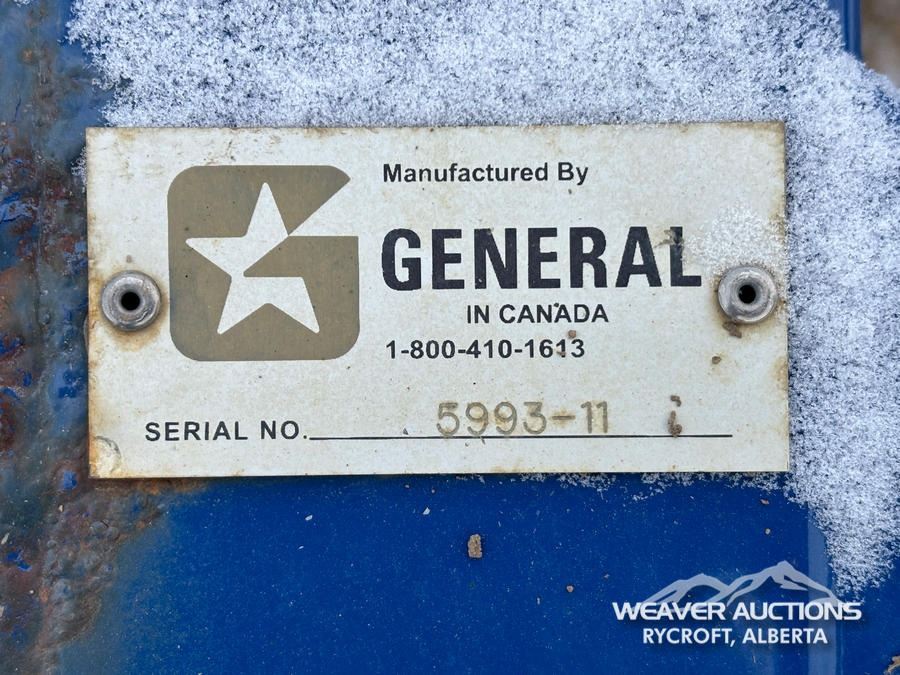 Manufactured By
GENERAL
IN CANADA
1-800-410-1613
SERIAL NO. 5993-11
WEAVER AUCTIONS
RYCROFT, ALBERTA